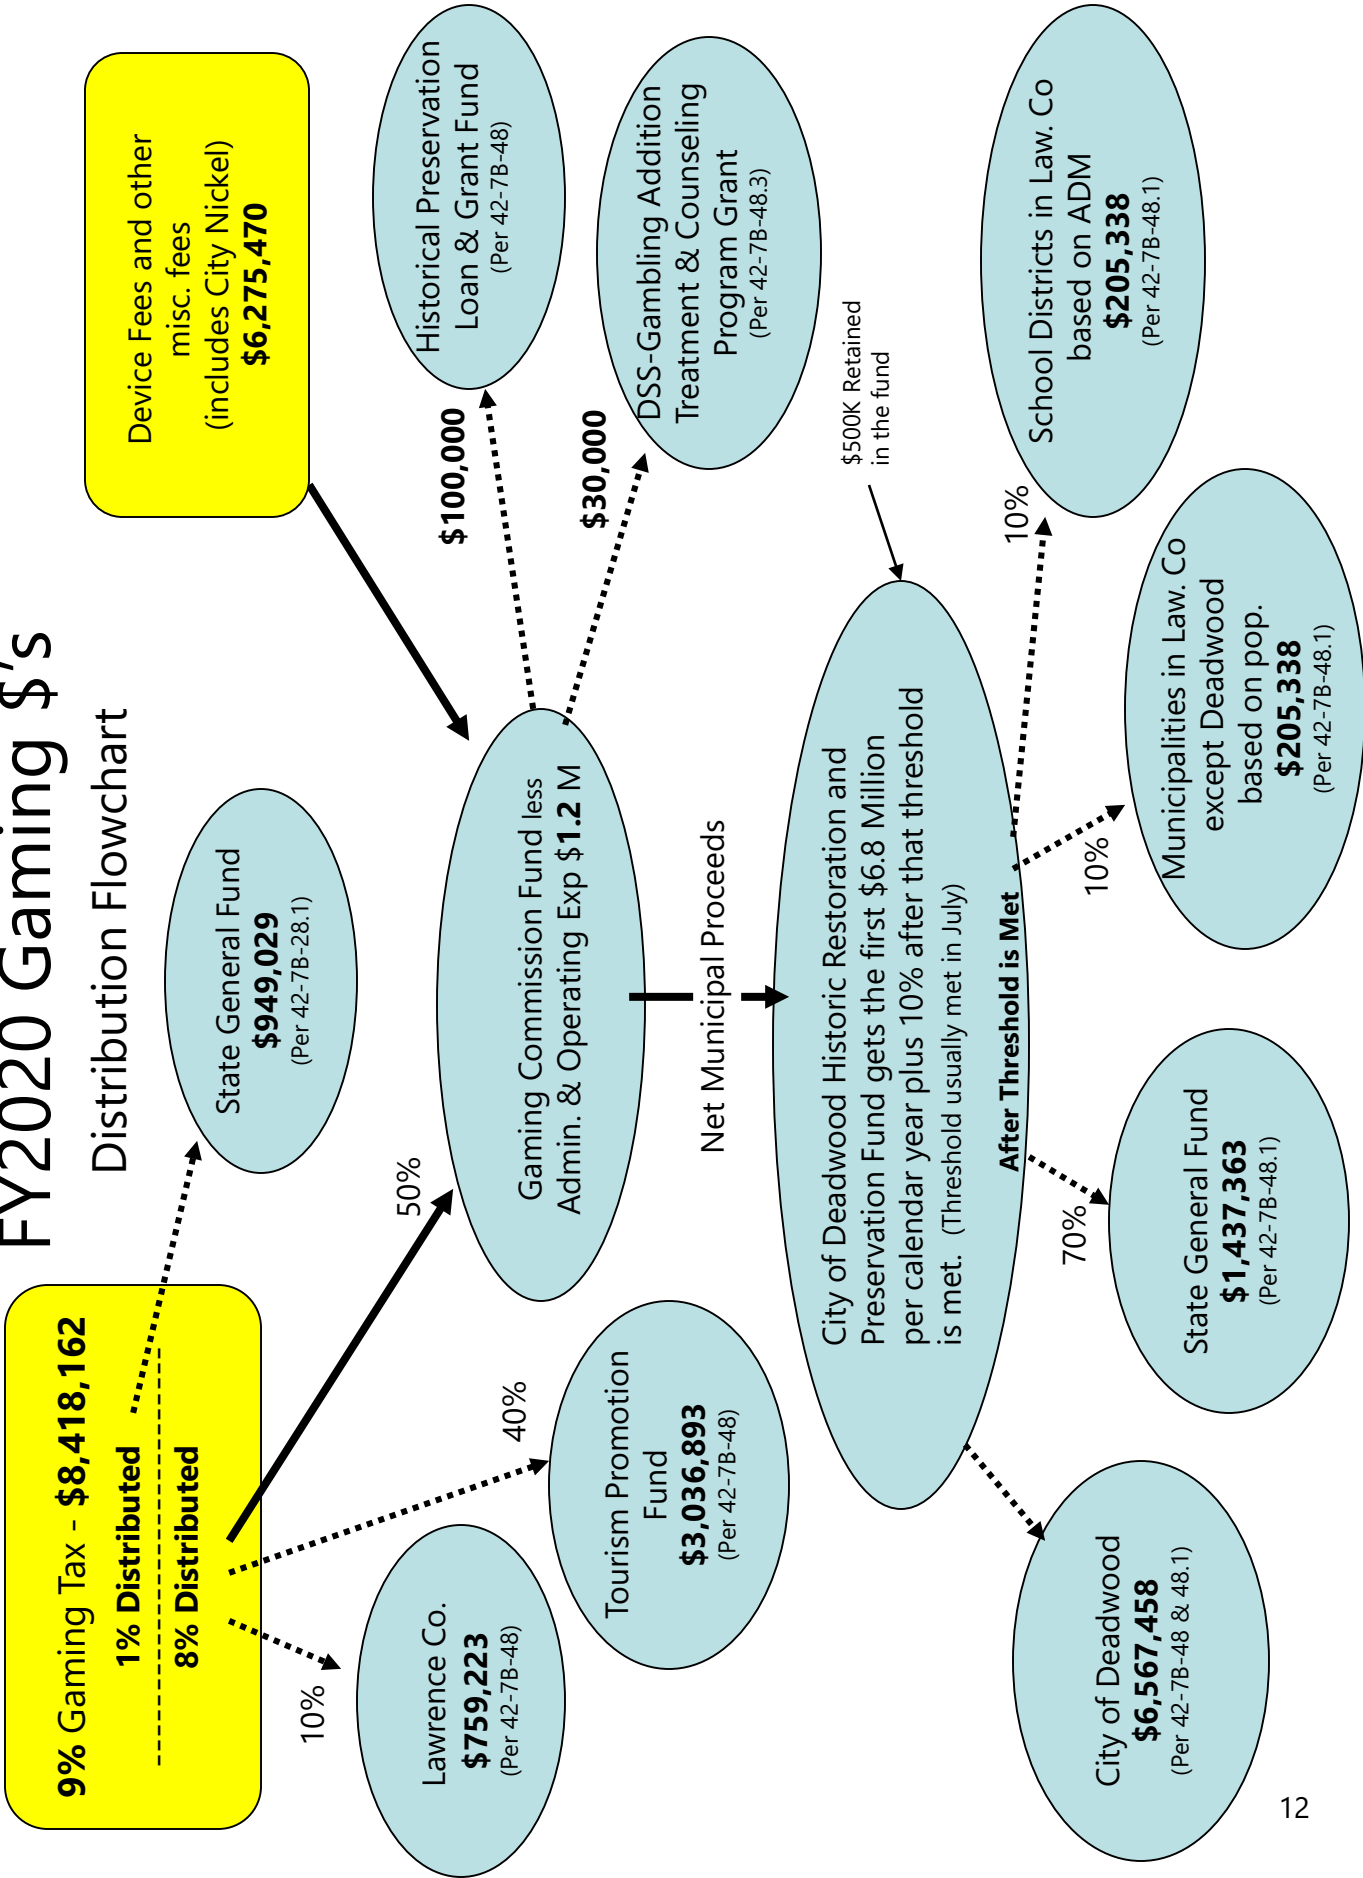 FY2020 Gaming $'s
Distribution Flowchart
9% Gaming Tax - $8,418,162
1% Distributed
8% Distributed
State General Fund
$949,029
(Per 42-7B-28.1)
Device Fees and other
misc. fees
(includes City Nickel)
$6,275,470
10%
Lawrence Co.
$759,223
(Per 42-7B-48)
40%
Tourism Promotion
Fund
$3,036,893
(Per 42-7B-48)
50%
Gaming Commission Fund less
Admin. & Operating Exp $1.2 M
$100,000
Historical Preservation
Loan & Grant Fund
(Per 42-7B-48)
$30,000
DSS-Gambling Addition
Treatment & Counseling
Program Grant
(Per 42-7B-48.3)
Net Municipal Proceeds
$500K Retained
in the fund
City of Deadwood Historic Restoration and
Preservation Fund gets the first $6.8 Million
per calendar year plus 10% after that threshold
is met. (Threshold usually met in July)
After Threshold is Met
City of Deadwood
$6,567,458
(Per 42-7B-48 & 48.1)
70%
State General Fund
$1,437,363
(Per 42-7B-48.1)
10%
Municipalities in Law. Co
except Deadwood
based on pop.
$205,338
(Per 42-7B-48.1)
10%
School Districts in Law. Co
based on ADM
$205,338
(Per 42-7B-48.1)
12